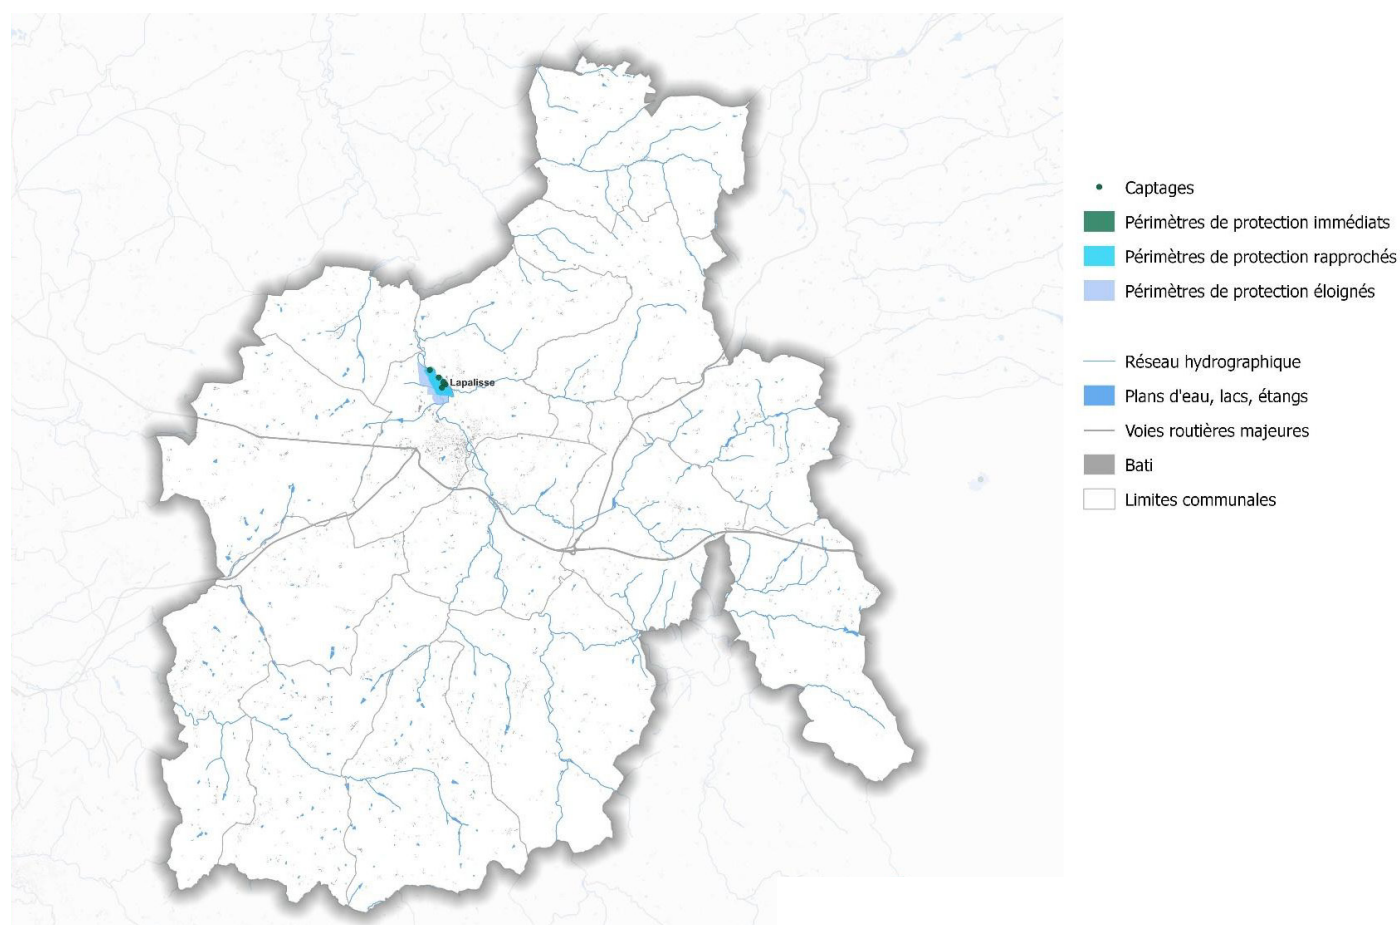 Captages
Périmètres de protection immédiats
Périmètres de protection rapprochés
Périmètres de protection éloignés
Lapalisse
Réseau hydrographique
Plans d'eau, lacs, étangs
Voies routières majeures
Bati
Limites communales